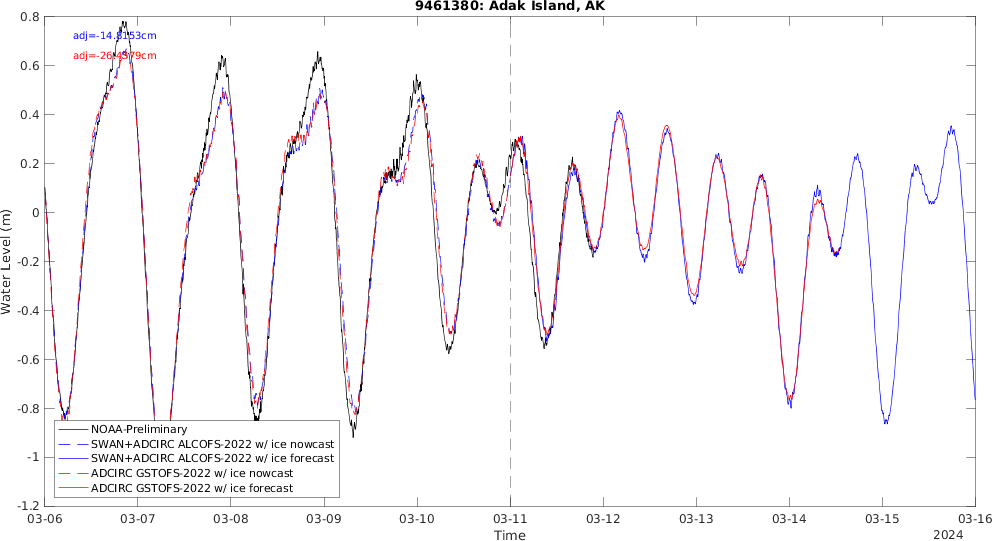 9461380: Adak Island, AK
adj=-14.8153cm
adj=-26.4379cm
0.8
0.6
0.4
0.2
0
-0.2
-0.4
-0.6
-0.8
-1
-1.2
Water Level (m)
NOAA-Preliminary
SWAN+ADCIRC ALCOFS-2022 w/ ice nowcast
SWAN+ADCIRC ALCOFS-2022 w/ ice forecast
ADCIRC GSTOFS-2022 w/ ice nowcast
ADCIRC GSTOFS-2022 w/ ice forecast
03-06 03-07 03-08 03-09 03-10 03-11 03-12 03-13 03-14 03-15 03-16
Time
2024